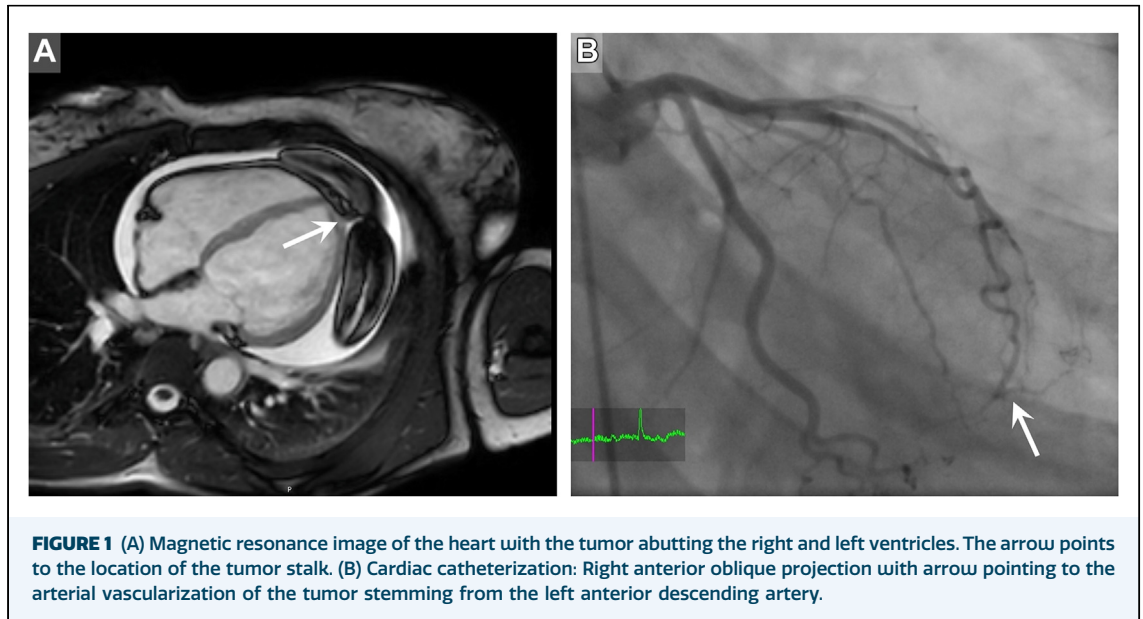 A
B
P
FIGURE 1 (A) Magnetic resonance image of the heart with the tumor abutting the right and left ventricles. The arrow points
to the location of the tumor stalk. (B) Cardiac catheterization: Right anterior oblique projection with arrow pointing to the
arterial vascularization of the tumor stemming from the left anterior descending artery.